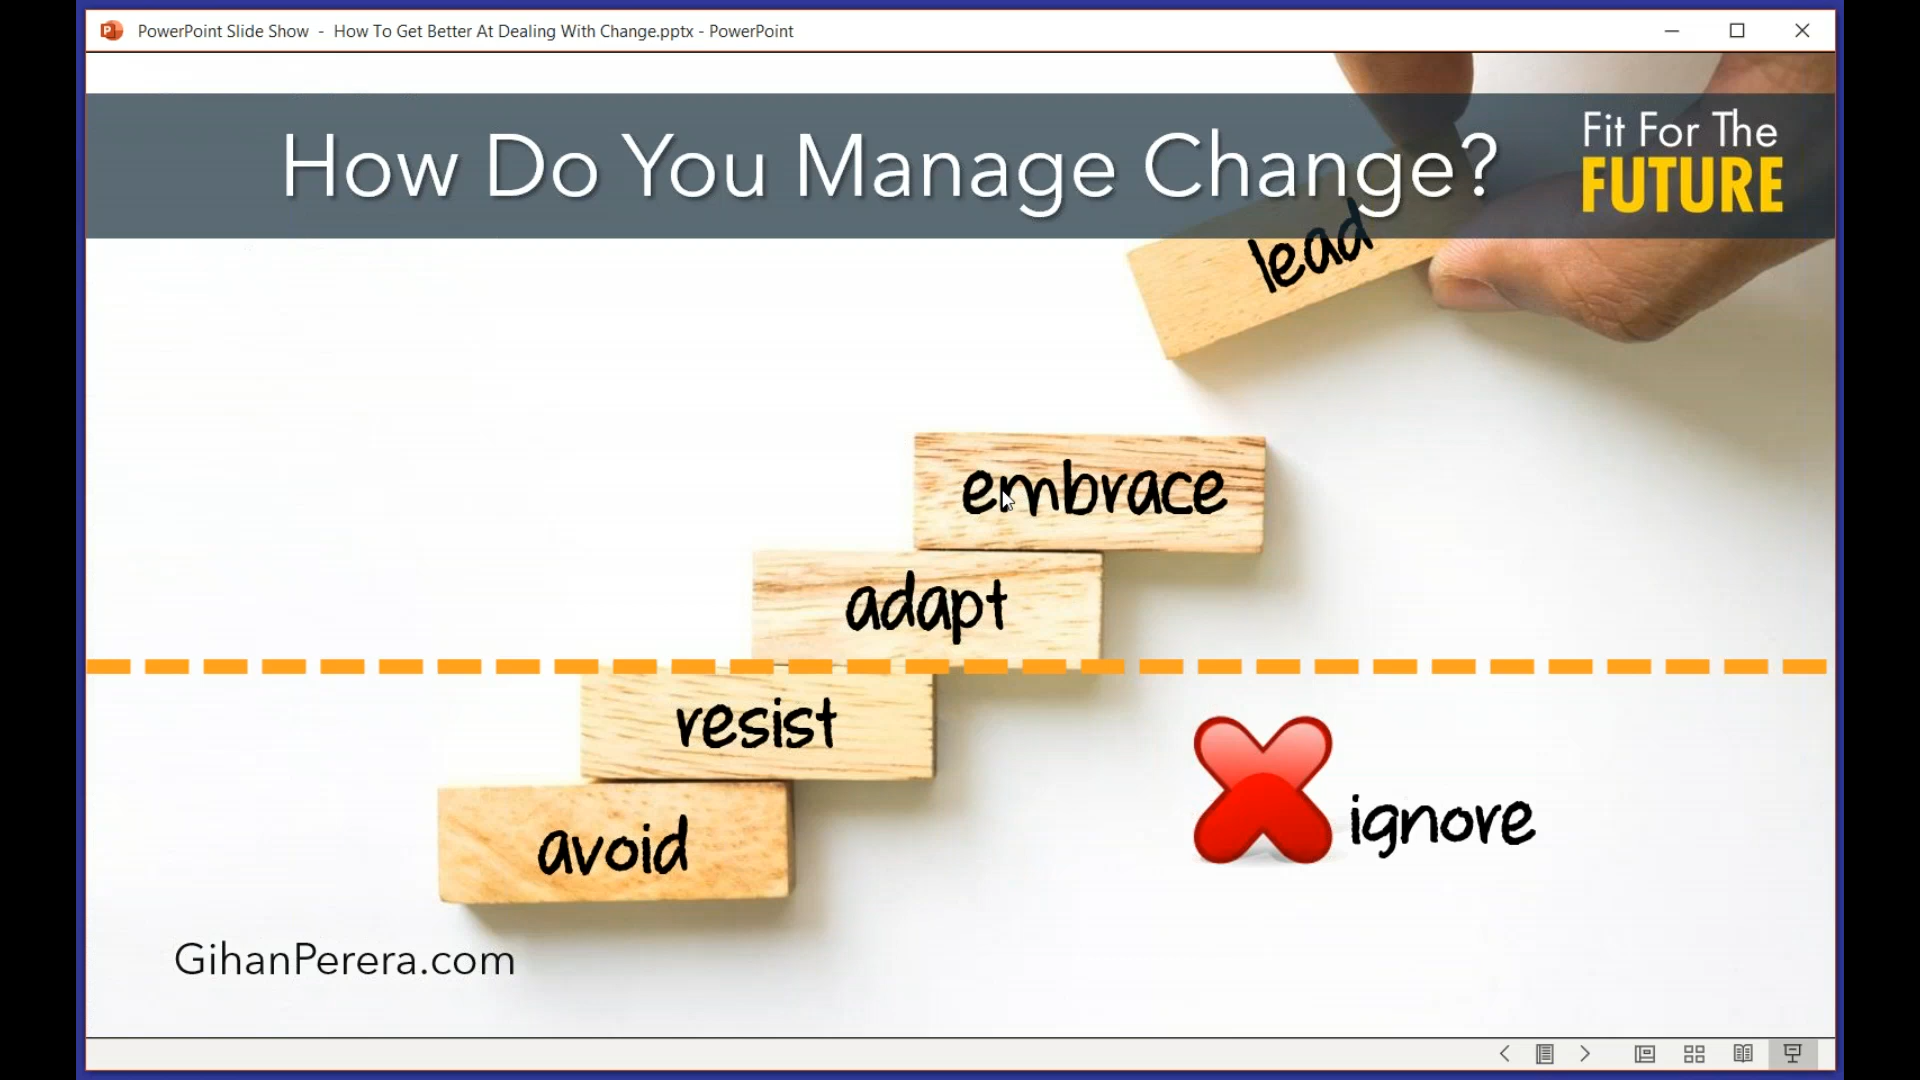 PowerPoint Slide Show - How To Get Better At Dealing With Change.pptx - PowerPoint
How Do You Manage Change?
Fit For The
FUTURE
lead
embrace
adapt
resist
avoid
ignore
GihanPerera.com